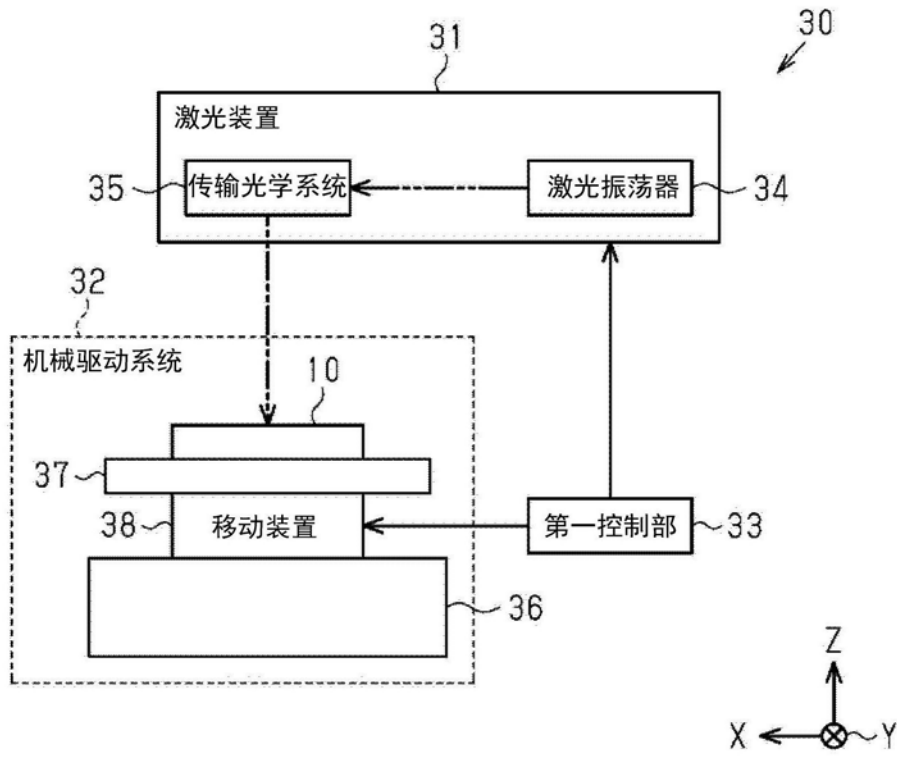 30
31
激光装置
35
传输光学系统
激光振荡器
34
32
机械驱动系统
10
37
38
移动装置
第一控制部
33
36
Z
X
Y